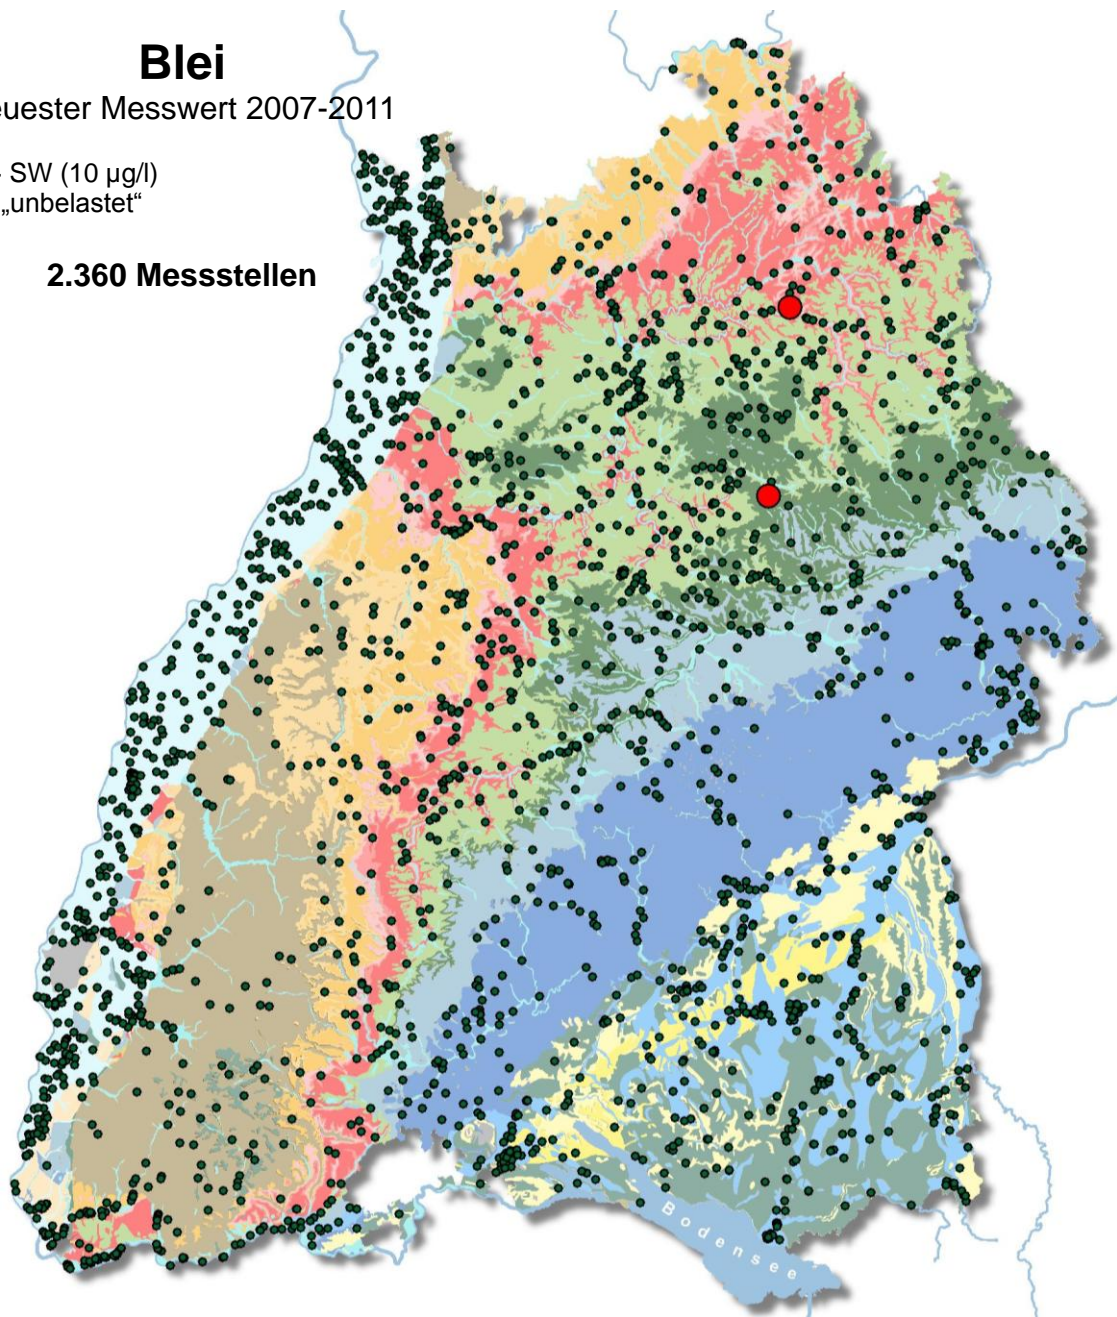 Blei
euester Messwert 2007-2011
SW (10 µg/l)
„unbelastet“
2.360 Messstellen
Bodensee